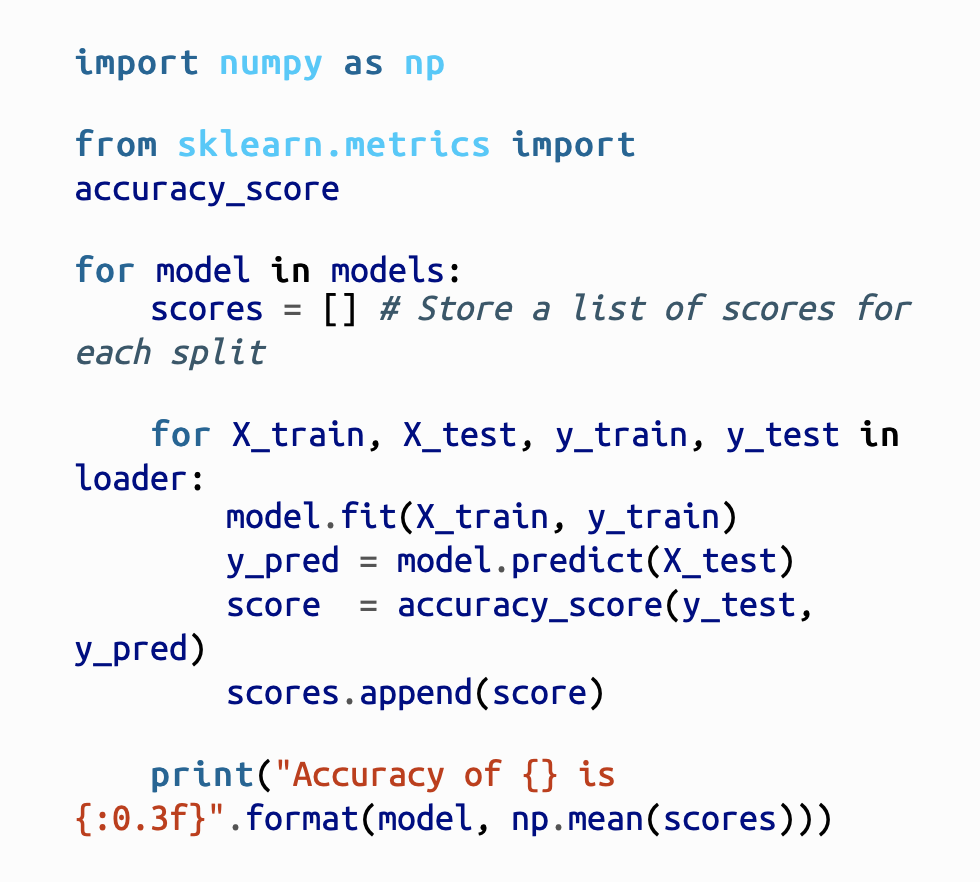 import numpy as np
from sklearn.metrics import
accuracy_score
for model in models:
    scores = [] # Store a list of scores for
each split
    for X_train, X_test, y_train, y_test in
loader:
        model.fit(X_train, y_train)
        y_pred = model.predict(X_test)
        score  = accuracy_score(y_test,
y_pred)
        scores.append(score)
    print("Accuracy of {} is
{:0.3f}".format(model, np.mean(scores)))